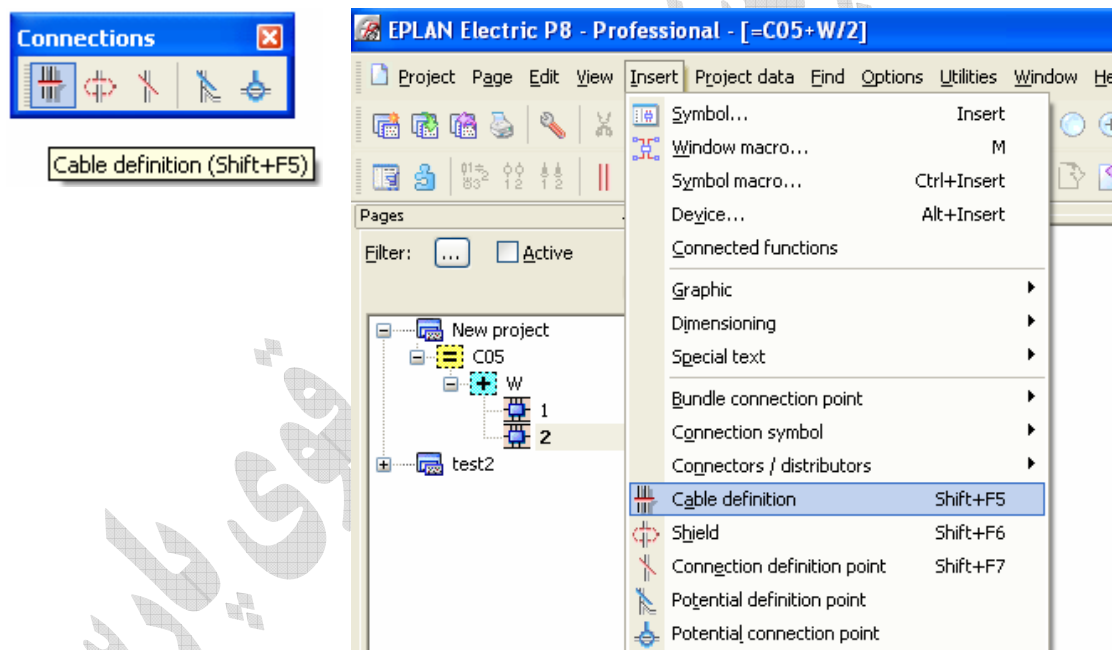 Connections
Cable definition (Shift+F5)
EPLAN Electric P8 - Professional - [=C05+W/2]
Project Page Edit View Insert Project data Find Options Utilities Window
Symbol... Insert
Window macro... M
Symbol macro... Ctrl+Insert
Device... Alt+Insert
Connected functions
Graphic
Dimensioning
Special text
Bundle connection point
Connection symbol
Connectors / distributors
Cable definition Shift+F5
Shield Shift+F6
Connection definition point Shift+F7
Potential definition point
Potential connection point
Pages
Filter: ... Active
New project
C05
W
1
2
test2